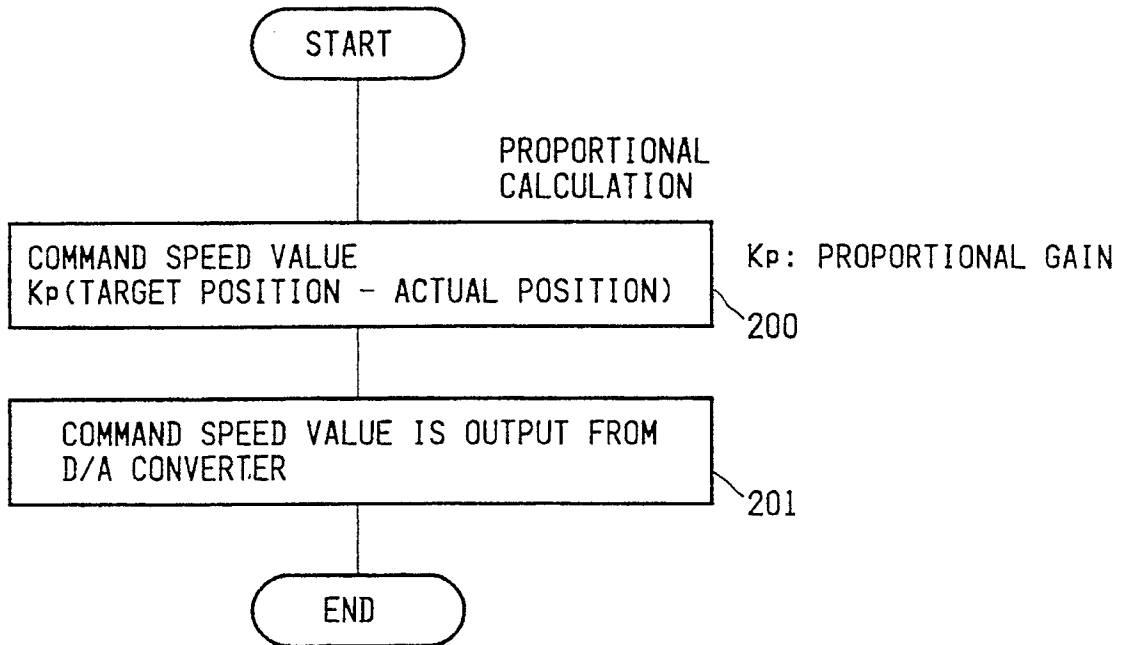 START
PROPORTIONAL
CALCULATION
COMMAND SPEED VALUE
Kp(TARGET POSITION - ACTUAL POSITION)
Kp: PROPORTIONAL GAIN
200
COMMAND SPEED VALUE IS OUTPUT FROM
D/A CONVERTER
201
END